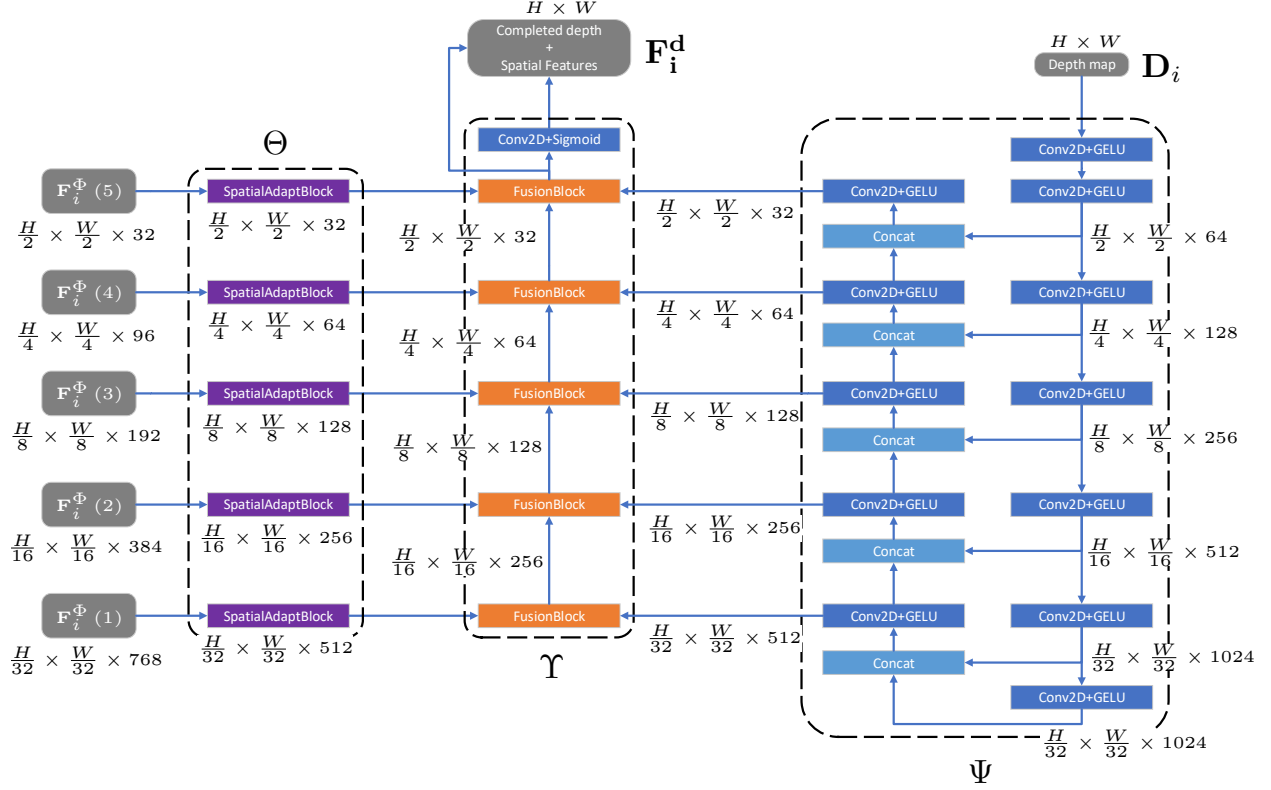 H × W
Completed depth
+
Spatial Features
F_i^d
H × W
Depth map
D_i
Θ
Conv2D+Sigmoid
Conv2D+GELU
F_i^Φ (5)
SpatialAdaptBlock
FusionBlock
Conv2D+GELU
Conv2D+GELU
H/2 × W/2 × 32
H/2 × W/2 × 32
H/2 × W/2 × 32
H/2 × W/2 × 32
Concat
H/2 × W/2 × 64
F_i^Φ (4)
SpatialAdaptBlock
FusionBlock
Conv2D+GELU
Conv2D+GELU
H/4 × W/4 × 96
H/4 × W/4 × 64
H/4 × W/4 × 64
H/4 × W/4 × 64
Concat
H/4 × W/4 × 128
F_i^Φ (3)
SpatialAdaptBlock
FusionBlock
Conv2D+GELU
Conv2D+GELU
H/8 × W/8 × 192
H/8 × W/8 × 128
H/8 × W/8 × 128
H/8 × W/8 × 128
Concat
H/8 × W/8 × 256
F_i^Φ (2)
SpatialAdaptBlock
FusionBlock
Conv2D+GELU
Conv2D+GELU
H/16 × W/16 × 384
H/16 × W/16 × 256
H/16 × W/16 × 256
H/16 × W/16 × 256
Concat
H/16 × W/16 × 512
F_i^Φ (1)
SpatialAdaptBlock
FusionBlock
Conv2D+GELU
Conv2D+GELU
H/32 × W/32 × 768
H/32 × W/32 × 512
H/32 × W/32 × 512
Concat
H/32 × W/32 × 1024
Υ
Conv2D+GELU
H/32 × W/32 × 1024
Ψ